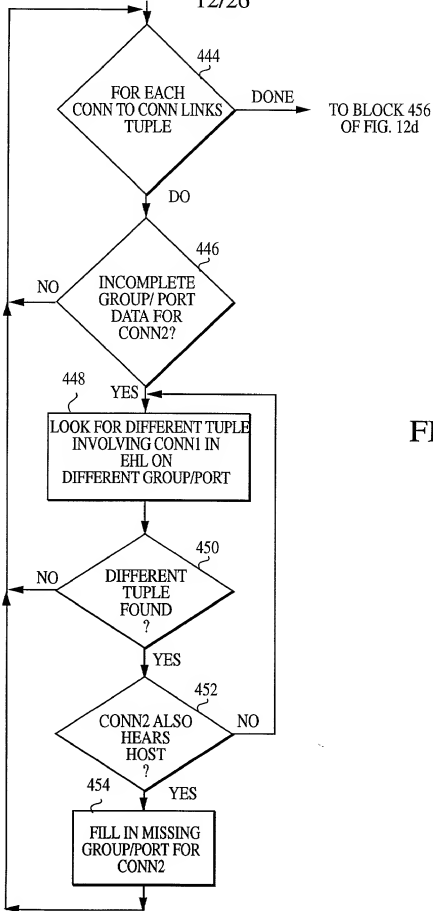 12/26
444
FOR EACH
CONN TO CONN LINKS
TUPLE
DONE
TO BLOCK 456
OF FIG. 12d
DO
446
INCOMPLETE
GROUP/ PORT
DATA FOR
CONN2?
NO
YES
448
LOOK FOR DIFFERENT TUPLE
INVOLVING CONN1 IN
EHL ON
DIFFERENT GROUP/PORT
450
DIFFERENT
TUPLE
FOUND
?
NO
YES
452
CONN2 ALSO
HEARS
HOST
?
NO
YES
454
FILL IN MISSING
GROUP/PORT FOR
CONN2